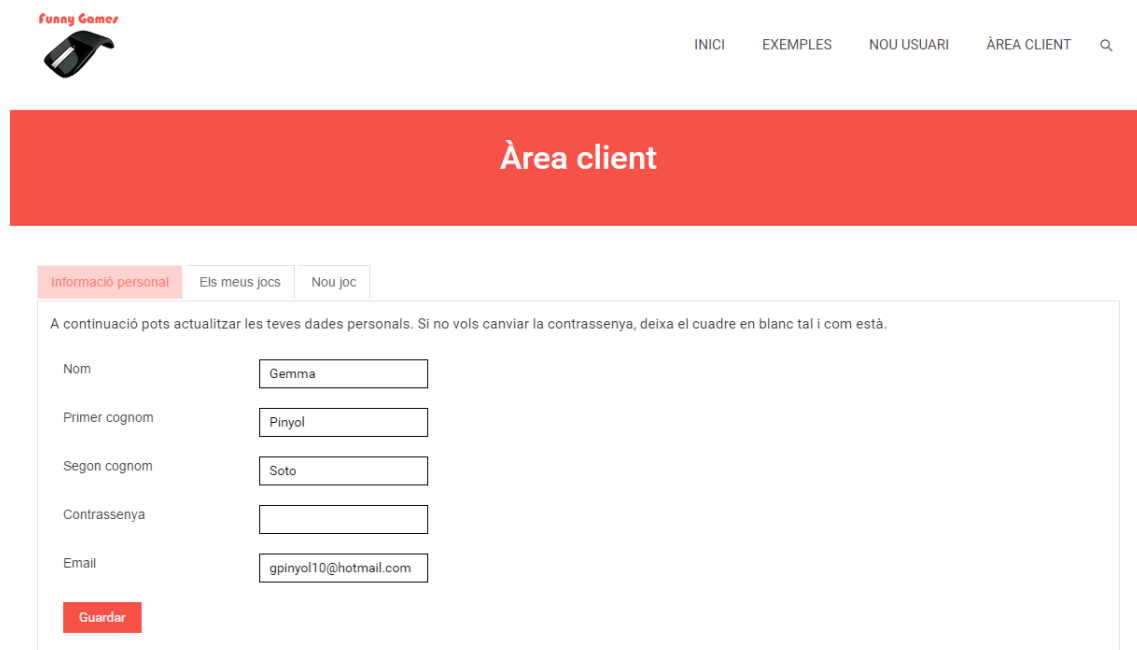 Funny Games
INICI EXEMPLES NOU USUARI ÀREA CLIENT
Àrea client
Informació personal Els meus jocs Nou joc
A continuació pots actualitzar les teves dades personals. Si no vols canviar la contrassenya, deixa el cuadre en blanc tal i com està.
Nom Gemma
Primer cognom Pinyol
Segon cognom Soto
Contrassenya
Email gpinyol10@hotmail.com
Guardar